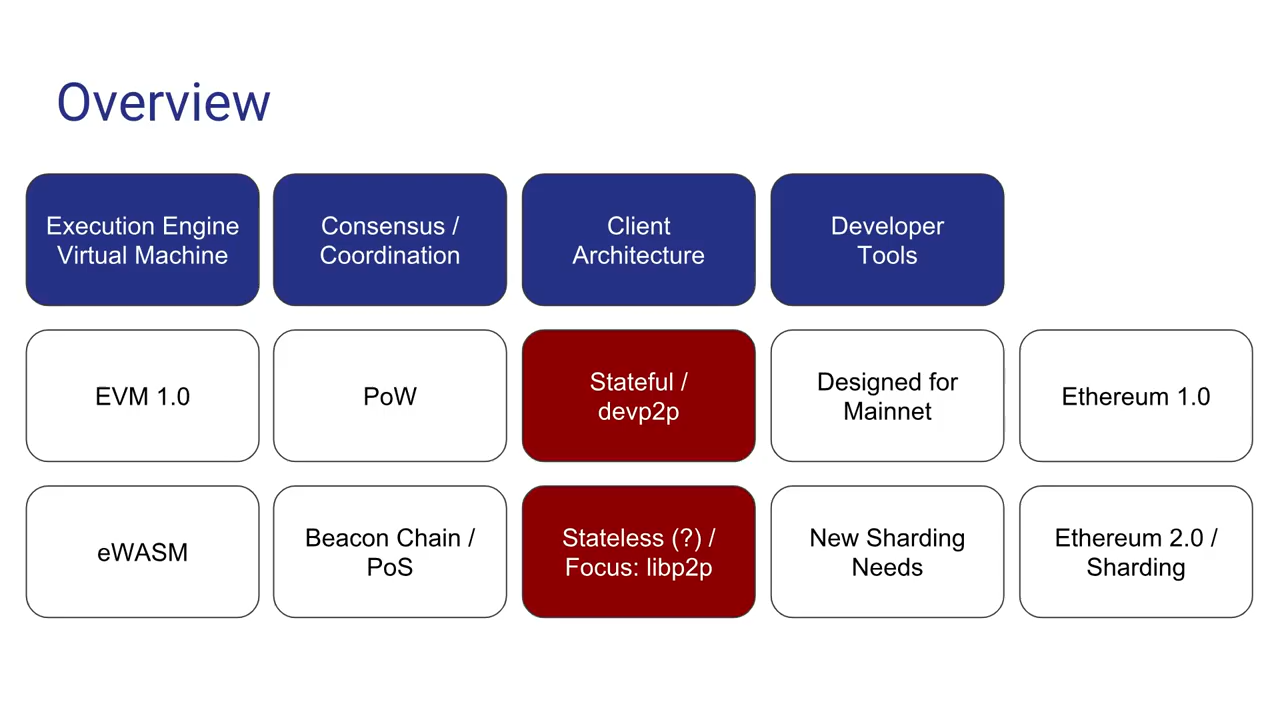 Overview
Execution Engine
Virtual Machine
Consensus /
Coordination
Client
Architecture
Developer
Tools
EVM 1.0
PoW
Stateful /
devp2p
Designed for
Mainnet
Ethereum 1.0
eWASM
Beacon Chain /
PoS
Stateless (?) /
Focus: libp2p
New Sharding
Needs
Ethereum 2.0 /
Sharding